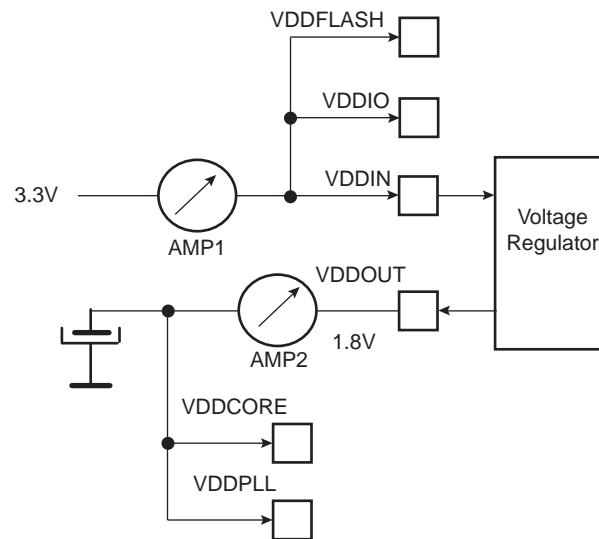 VDDFLASH
VDDIO
VDDIN
3.3V
AMP1
Voltage
Regulator
VDDOUT
AMP2
1.8V
VDDCORE
VDDPLL